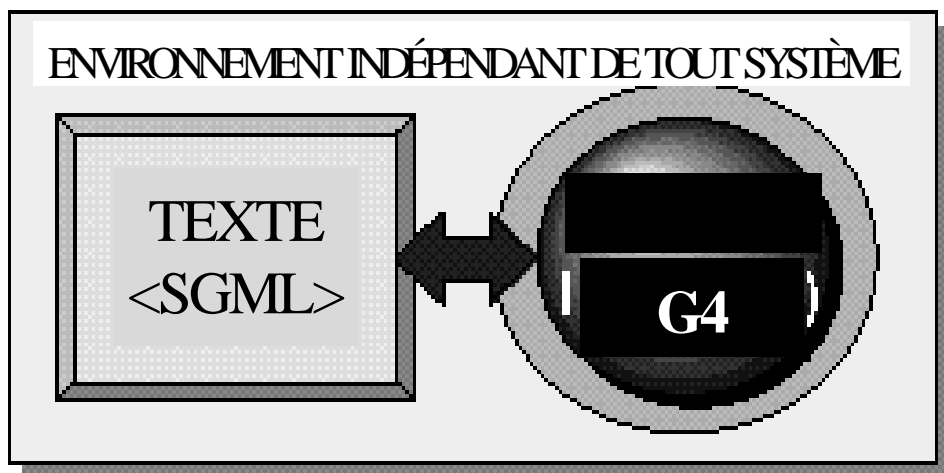 ENVIRONNEMENT INDÉPENDANT DE TOUT SYSTÈME
TEXTE
<SGML>
G4